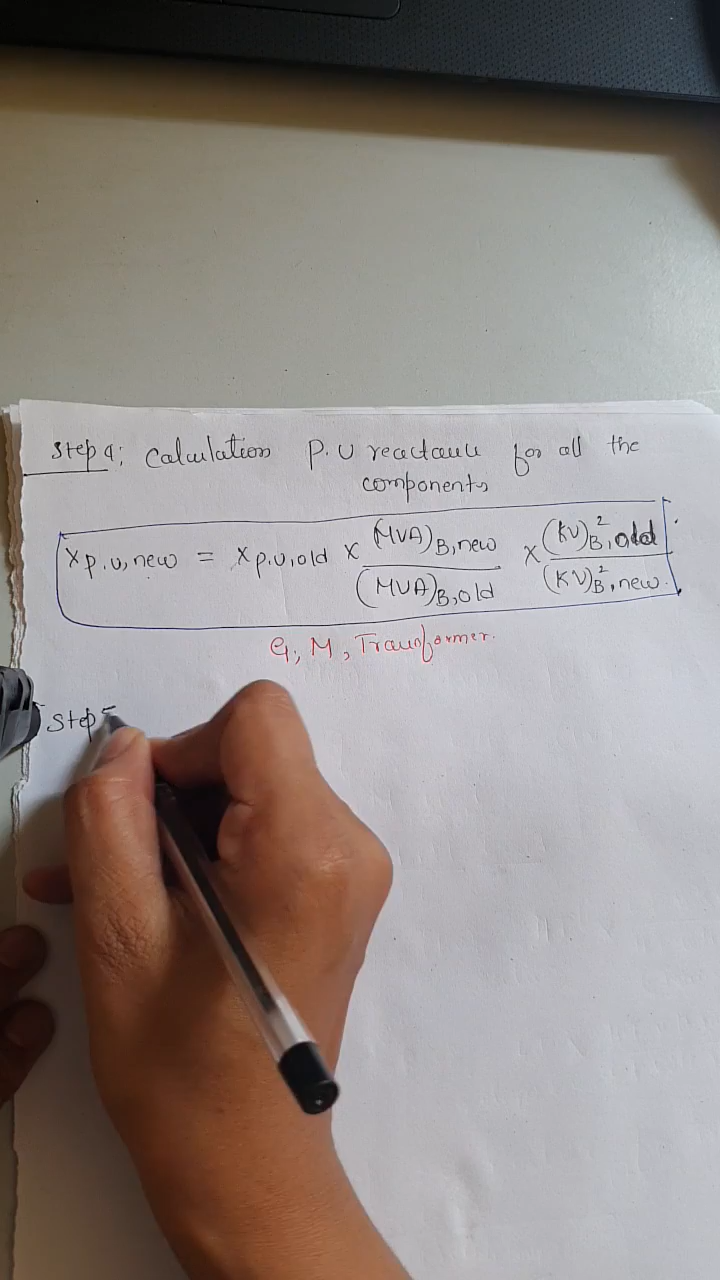 Step 4: Calculation P.U reactance for all the
components
Xp.u,new = Xp.u,old x (MVA)B,new / (MVA)B,old x (KV)²B,old / (KV)²B,new.
G, M, Transformer.
Step 5